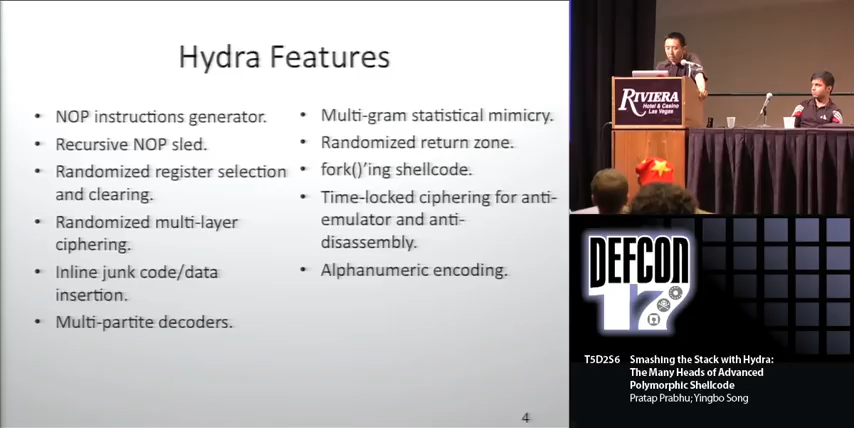 Hydra Features
• NOP instructions generator.
• Recursive NOP sled.
• Randomized register selection
and clearing.
• Randomized multi-layer
ciphering.
• Inline junk code/data
insertion.
• Multi-partite decoders.
• Multi-gram statistical mimicry.
• Randomized return zone.
• fork()’ing shellcode.
• Time-locked ciphering for anti-
emulator and anti-
disassembly.
• Alphanumeric encoding.
4
RIVIERA
Hotel & Casino
Las Vegas
DEFCON
17
T5D2S6
Smashing the Stack with Hydra:
The Many Heads of Advanced
Polymorphic Shellcode
Pratap Prabhu; Yingbo Song